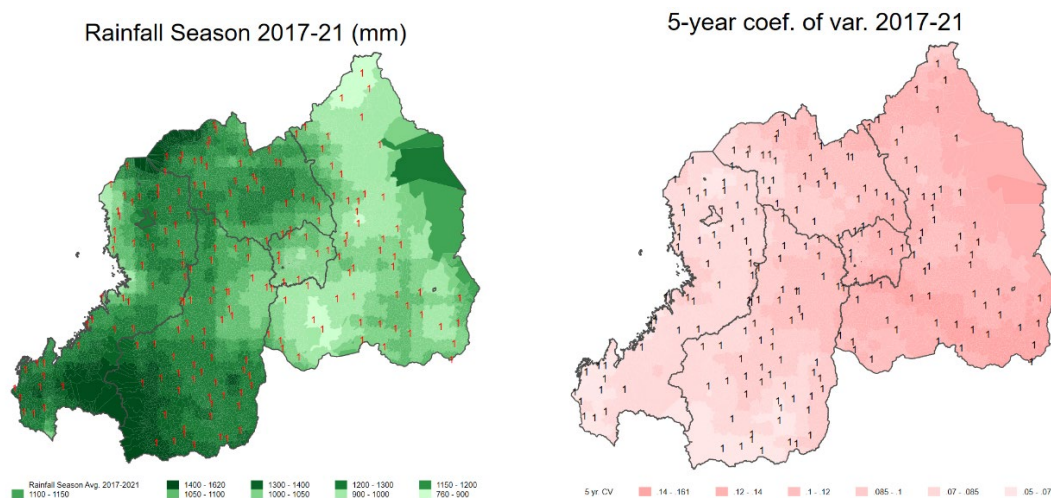 Rainfall Season 2017-21 (mm)
5-year coef. of var. 2017-21
Rainfall Season Avg. 2017-2021
1400 - 1620
1300 - 1400
1200 - 1300
1150 - 1200
1100 - 1150
1050 - 1100
1000 - 1050
900 - 1000
760 - 900
5 yr. CV
.14 - .161
.12 - .14
.1 - .12
.085 - .1
.07 - .085
.05 - .07